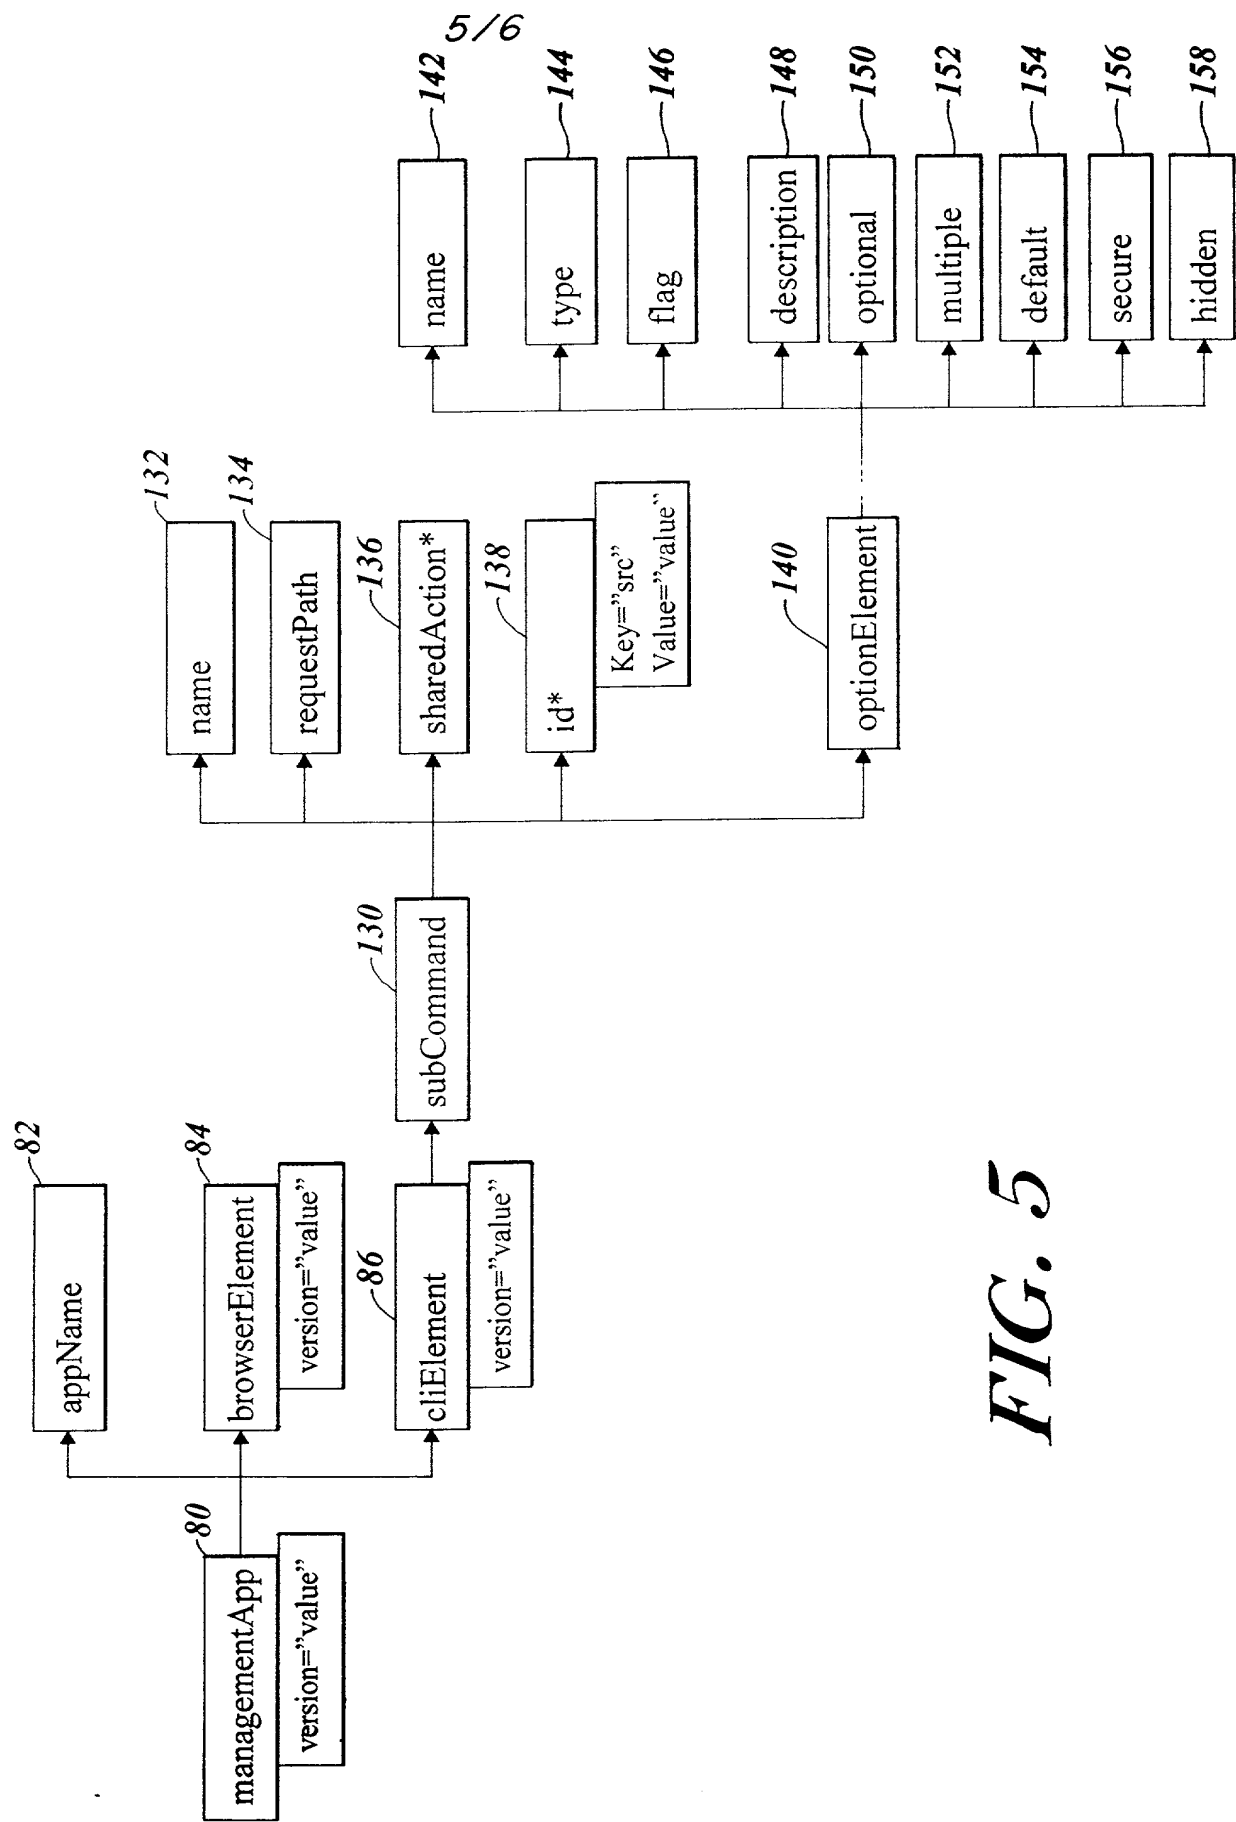 5/6
managementApp
80
version=”value”
appName
82
browserElement
84
version=”value”
cliElement
86
version=”value”
subCommand
130
name
132
requestPath
134
sharedAction*
136
id*
138
Key=”src”
Value=”value”
optionElement
140
name
142
type
144
flag
146
description
148
optional
150
multiple
152
default
154
secure
156
hidden
158
FIG. 5